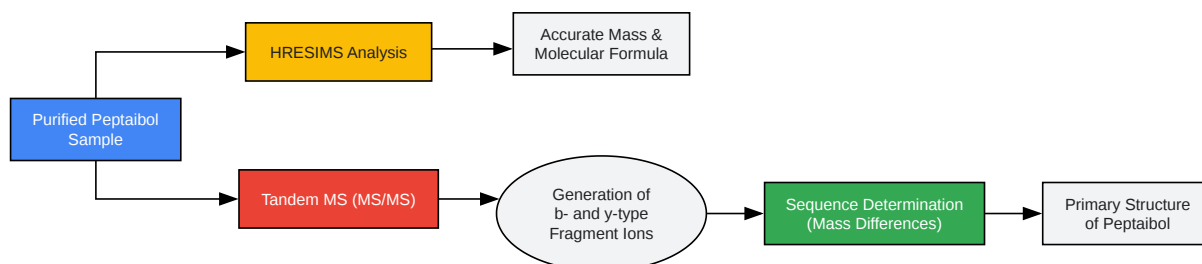 HRESIMS Analysis
Accurate Mass &
Molecular Formula
Purified Peptaibol
Sample
Tandem MS (MS/MS)
Generation of
b- and y-type
Fragment Ions
Sequence Determination
(Mass Differences)
Primary Structure
of Peptaibol